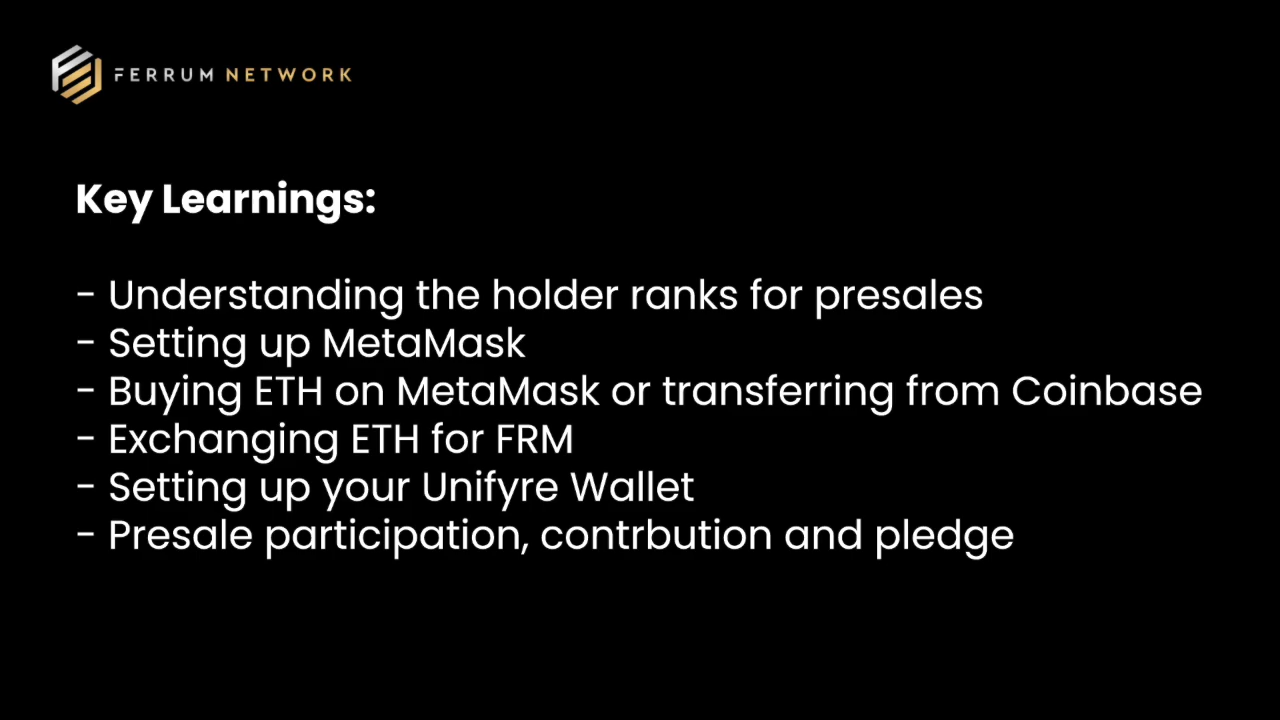 FERRUM NETWORK
Key Learnings:
- Understanding the holder ranks for presales
- Setting up MetaMask
- Buying ETH on MetaMask or transferring from Coinbase
- Exchanging ETH for FRM
- Setting up your Unifyre Wallet
- Presale participation, contrbution and pledge